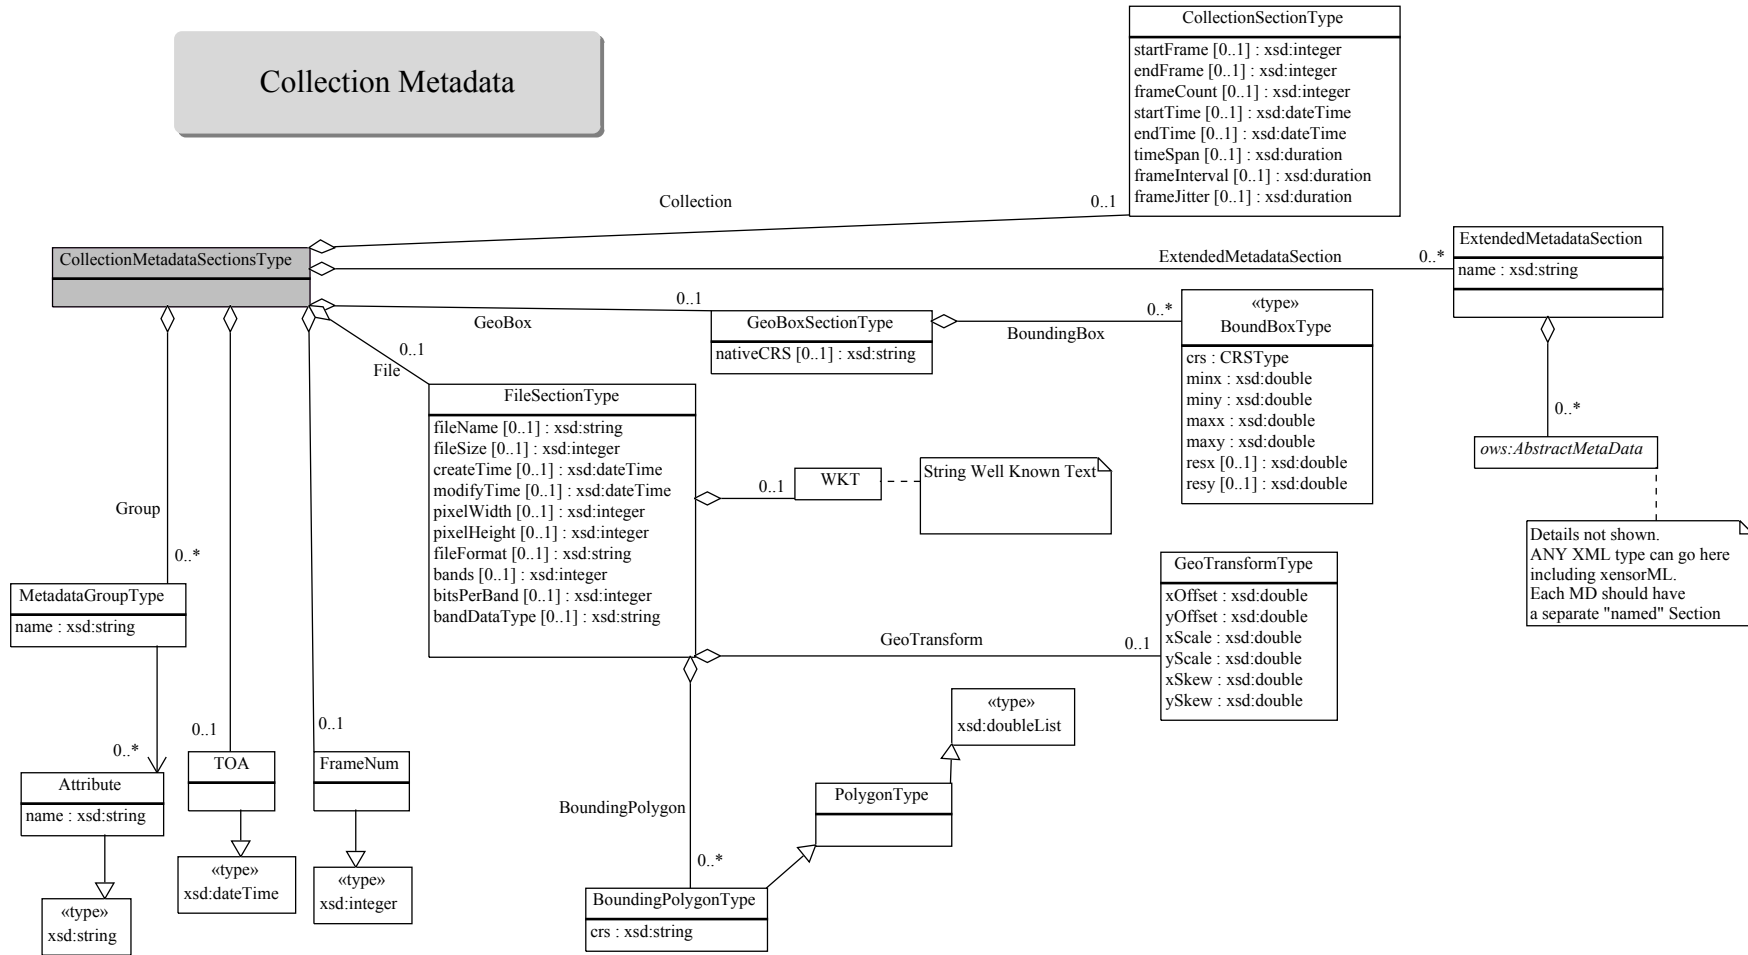 Collection Metadata
CollectionSectionType
startFrame [0..1] : xsd:integer
endFrame [0..1] : xsd:integer
frameCount [0..1] : xsd:integer
startTime [0..1] : xsd:dateTime
endTime [0..1] : xsd:dateTime
timeSpan [0..1] : xsd:duration
frameInterval [0..1] : xsd:duration
frameJitter [0..1] : xsd:duration
Collection
0..1
CollectionMetadataSectionsType
ExtendedMetadataSection
0..*
ExtendedMetadataSection
name : xsd:string
GeoBox
0..1
GeoBoxSectionType
nativeCRS [0..1] : xsd:string
BoundingBox
0..*
«type»
BoundBoxType
crs : CRSType
minx : xsd:double
miny : xsd:double
maxx : xsd:double
maxy : xsd:double
resx [0..1] : xsd:double
resy [0..1] : xsd:double
0..*
ows:AbstractMetaData
Details not shown.
ANY XML type can go here
including xensorML.
Each MD should have
a separate "named" Section
0..1
File
FileSectionType
fileName [0..1] : xsd:string
fileSize [0..1] : xsd:integer
createTime [0..1] : xsd:dateTime
modifyTime [0..1] : xsd:dateTime
pixelWidth [0..1] : xsd:integer
pixelHeight [0..1] : xsd:integer
fileFormat [0..1] : xsd:string
bands [0..1] : xsd:integer
bitsPerBand [0..1] : xsd:integer
bandDataType [0..1] : xsd:string
0..1
WKT
String Well Known Text
GeoTransform
0..1
GeoTransformType
xOffset : xsd:double
yOffset : xsd:double
xScale : xsd:double
yScale : xsd:double
xSkew : xsd:double
ySkew : xsd:double
Group
0..*
MetadataGroupType
name : xsd:string
0..*
Attribute
name : xsd:string
«type»
xsd:string
0..1
TOA
«type»
xsd:dateTime
0..1
FrameNum
«type»
xsd:integer
BoundingPolygon
0..*
BoundingPolygonType
crs : xsd:string
PolygonType
«type»
xsd:doubleList